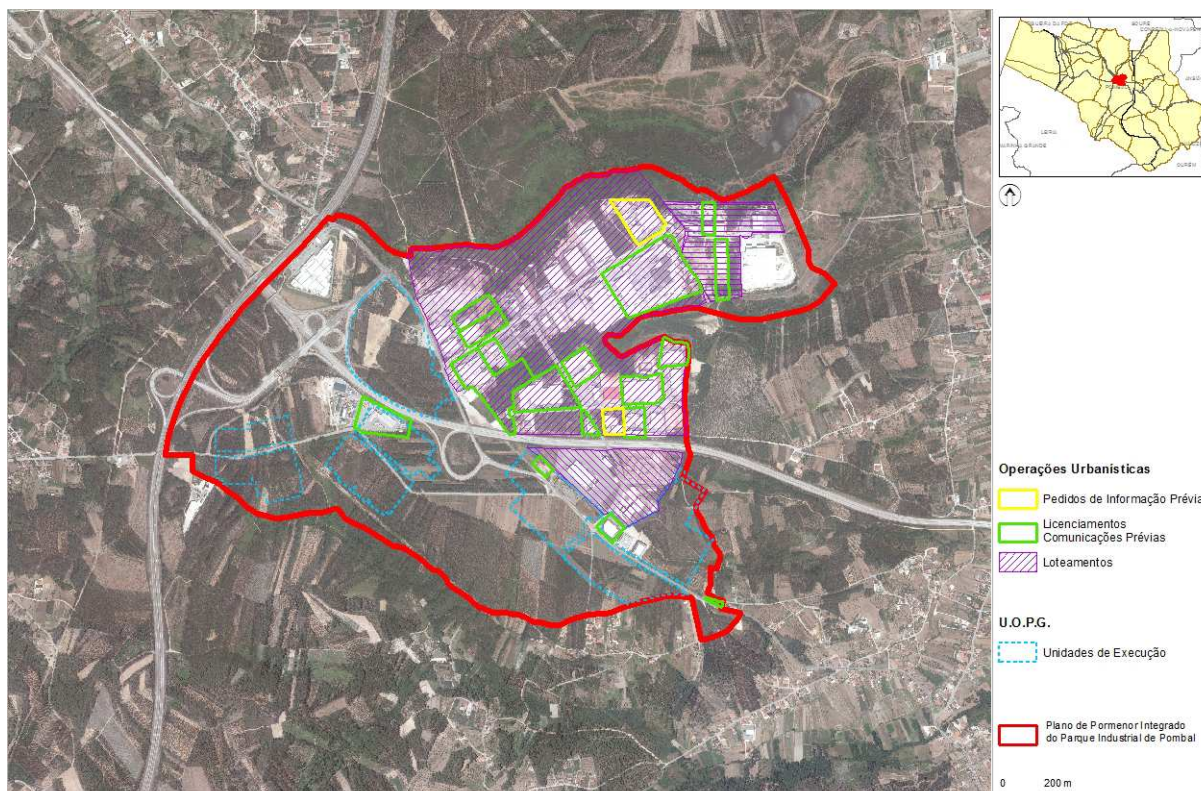 LEIRIA
OURÉM
Operações Urbanísticas
Pedidos de Informação Prévia
Licenciamentos
Comunicações Prévias
Loteamentos
U.O.P.G.
Unidades de Execução
Plano de Pormenor Integrado
do Parque Industrial de Pombal
0 200 m